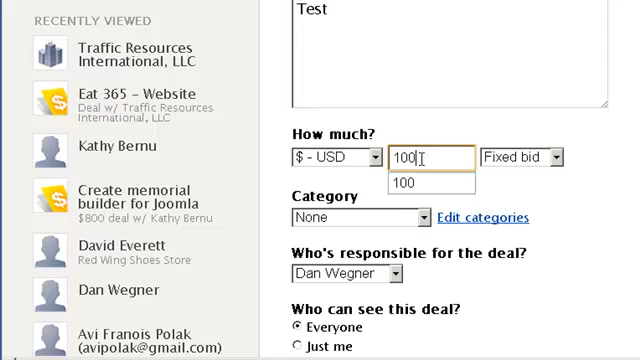 RECENTLY VIEWED
Traffic Resources
International, LLC
Eat 365 – Website
Deal w/ Traffic Resources
International, LLC
Kathy Bernu
Create memorial
builder for Joomla
$800 deal w/ Kathy Bernu
David Everett
Red Wing Shoes Store
Dan Wegner
Avi Franois Polak
(avipolak@gmail.com)
Test
How much?
$ - USD
100
Fixed bid
100
Category
None
Edit categories
Who's responsible for the deal?
Dan Wegner
Who can see this deal?
Everyone
Just me